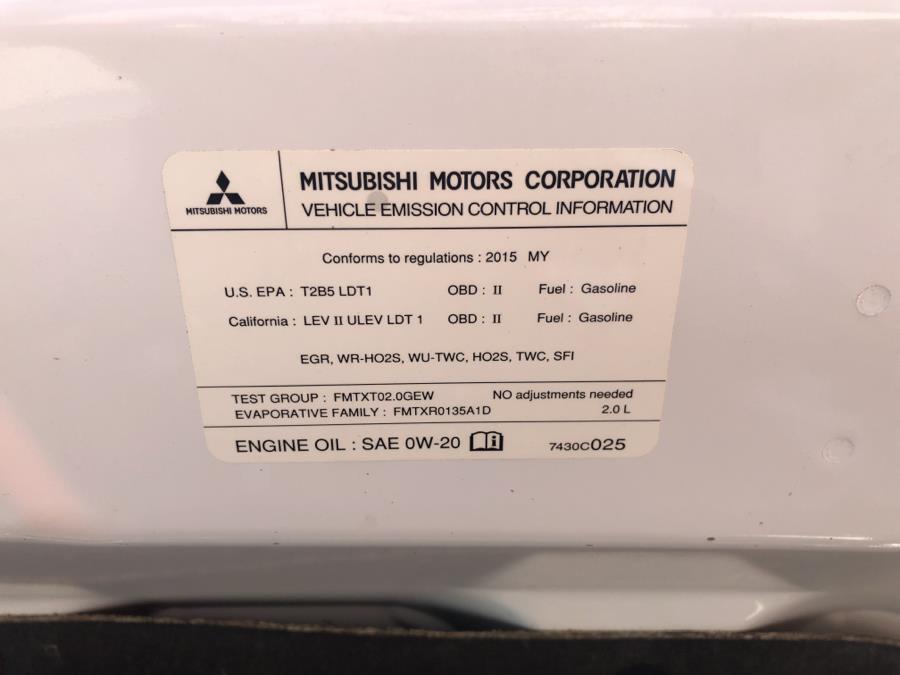 MITSUBISHI MOTORS
MITSUBISHI MOTORS CORPORATION
VEHICLE EMISSION CONTROL INFORMATION
Conforms to regulations : 2015 MY
U.S. EPA : T2B5 LDT1 OBD : II Fuel : Gasoline
California : LEV II ULEV LDT 1 OBD : II Fuel : Gasoline
EGR, WR-HO2S, WU-TWC, HO2S, TWC, SFI
TEST GROUP : FMTXT02.0GEW NO adjustments needed
EVAPORATIVE FAMILY : FMTXR0135A1D 2.0 L
ENGINE OIL : SAE 0W-20 7430C025